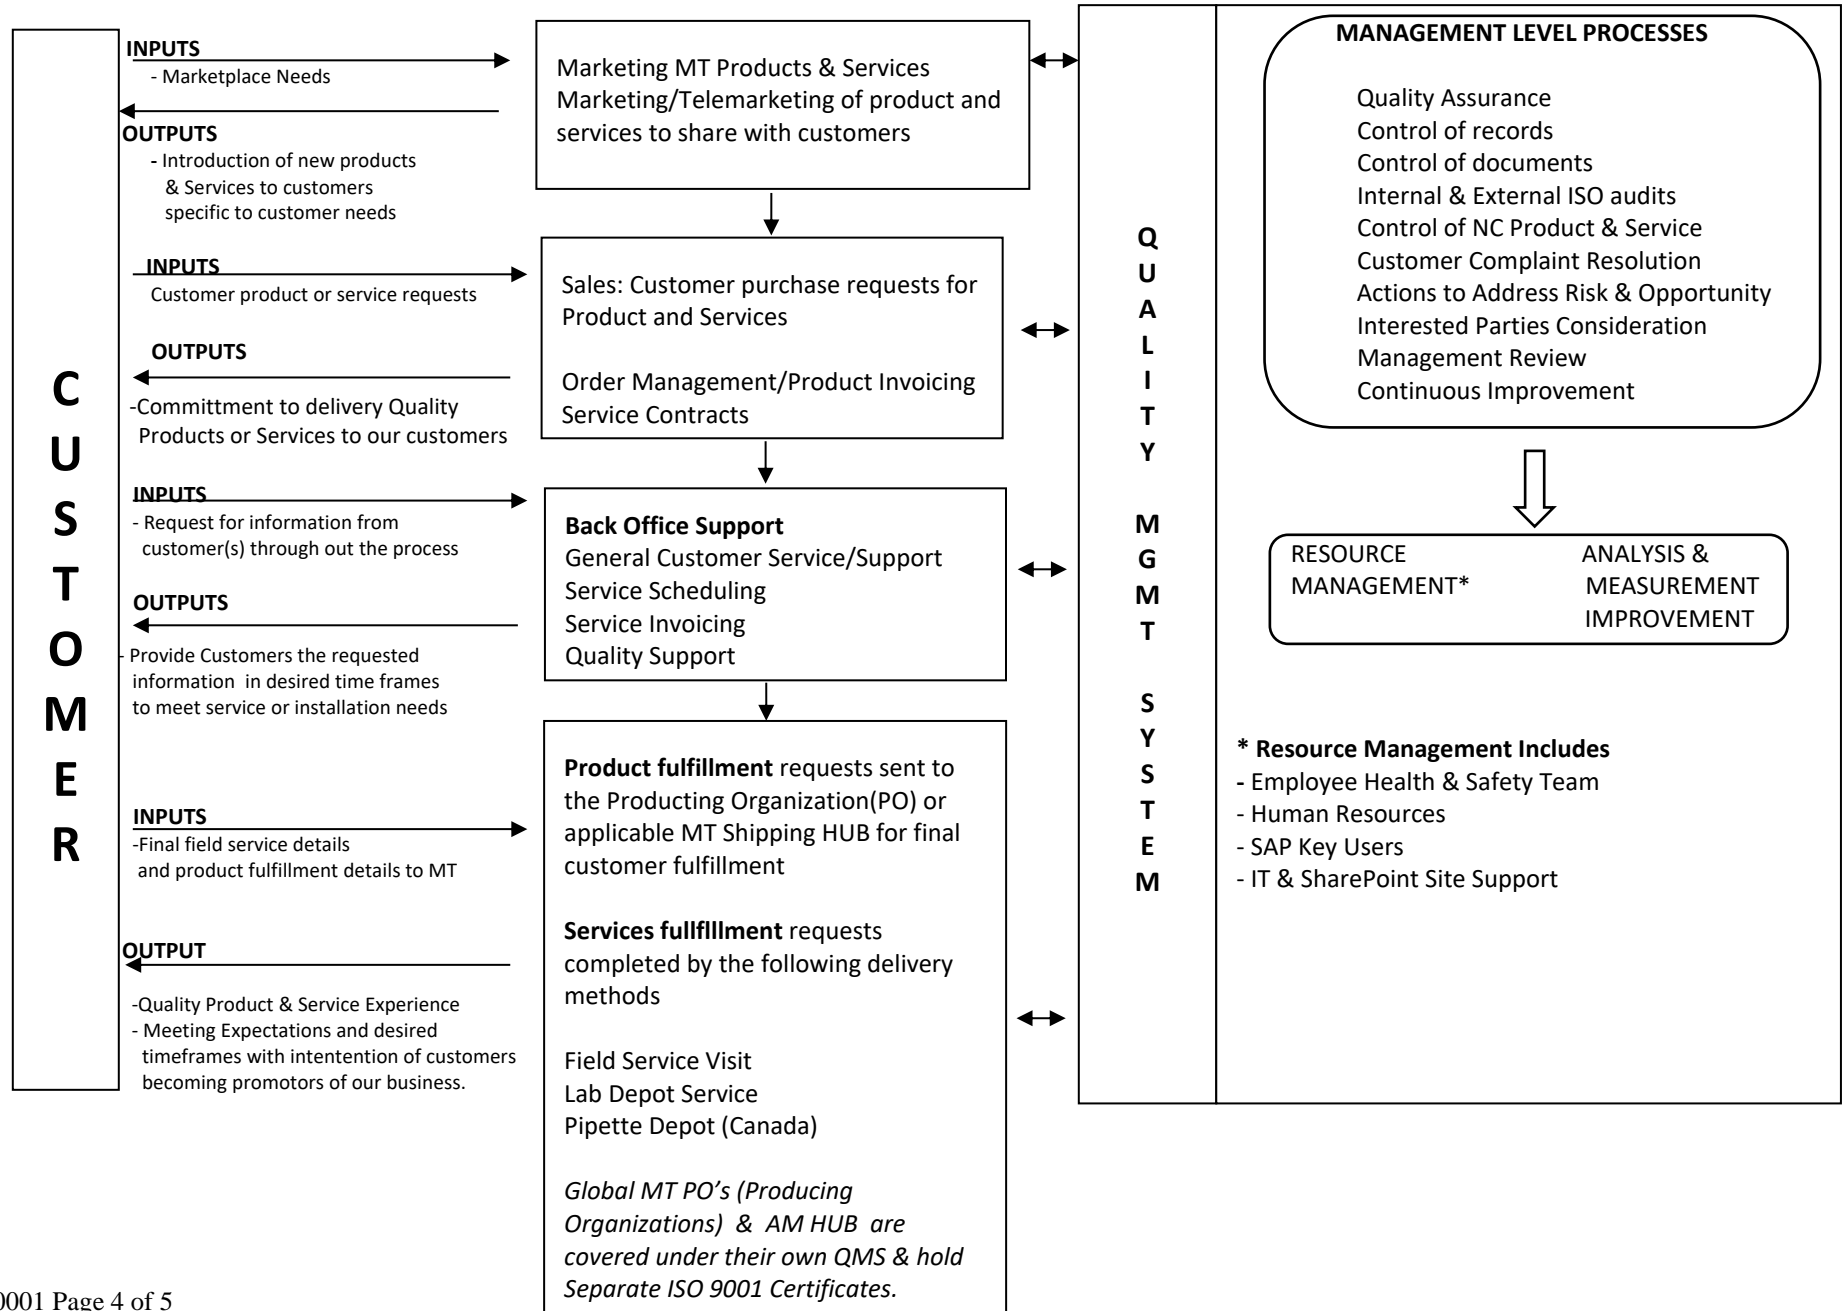 C
U
S
T
O
M
E
R
INPUTS
- Marketplace Needs
OUTPUTS
- Introduction of new products
& Services to customers
specific to customer needs
INPUTS
Customer product or service requests
OUTPUTS
-Committment to delivery Quality
Products or Services to our customers
INPUTS
- Request for information from
customer(s) through out the process
OUTPUTS
- Provide Customers the requested
information in desired time frames
to meet service or installation needs
INPUTS
-Final field service details
and product fulfillment details to MT
OUTPUT
-Quality Product & Service Experience
- Meeting Expectations and desired
timeframes with intentention of customers
becoming promotors of our business.
Marketing MT Products & Services
Marketing/Telemarketing of product and
services to share with customers
Sales: Customer purchase requests for
Product and Services
Order Management/Product Invoicing
Service Contracts
Back Office Support
General Customer Service/Support
Service Scheduling
Service Invoicing
Quality Support
Product fulfillment requests sent to
the Producting Organization(PO) or
applicable MT Shipping HUB for final
customer fulfillment
Services fullflllment requests
completed by the following delivery
methods
Field Service Visit
Lab Depot Service
Pipette Depot (Canada)
Global MT PO’s (Producing
Organizations) & AM HUB are
covered under their own QMS & hold
Separate ISO 9001 Certificates.
Q
U
A
L
I
T
Y
M
G
M
T
S
Y
S
T
E
M
MANAGEMENT LEVEL PROCESSES
Quality Assurance
Control of records
Control of documents
Internal & External ISO audits
Control of NC Product & Service
Customer Complaint Resolution
Actions to Address Risk & Opportunity
Interested Parties Consideration
Management Review
Continuous Improvement
RESOURCE
MANAGEMENT*
ANALYSIS &
MEASUREMENT
IMPROVEMENT
* Resource Management Includes
- Employee Health & Safety Team
- Human Resources
- SAP Key Users
- IT & SharePoint Site Support
0001 Page 4 of 5